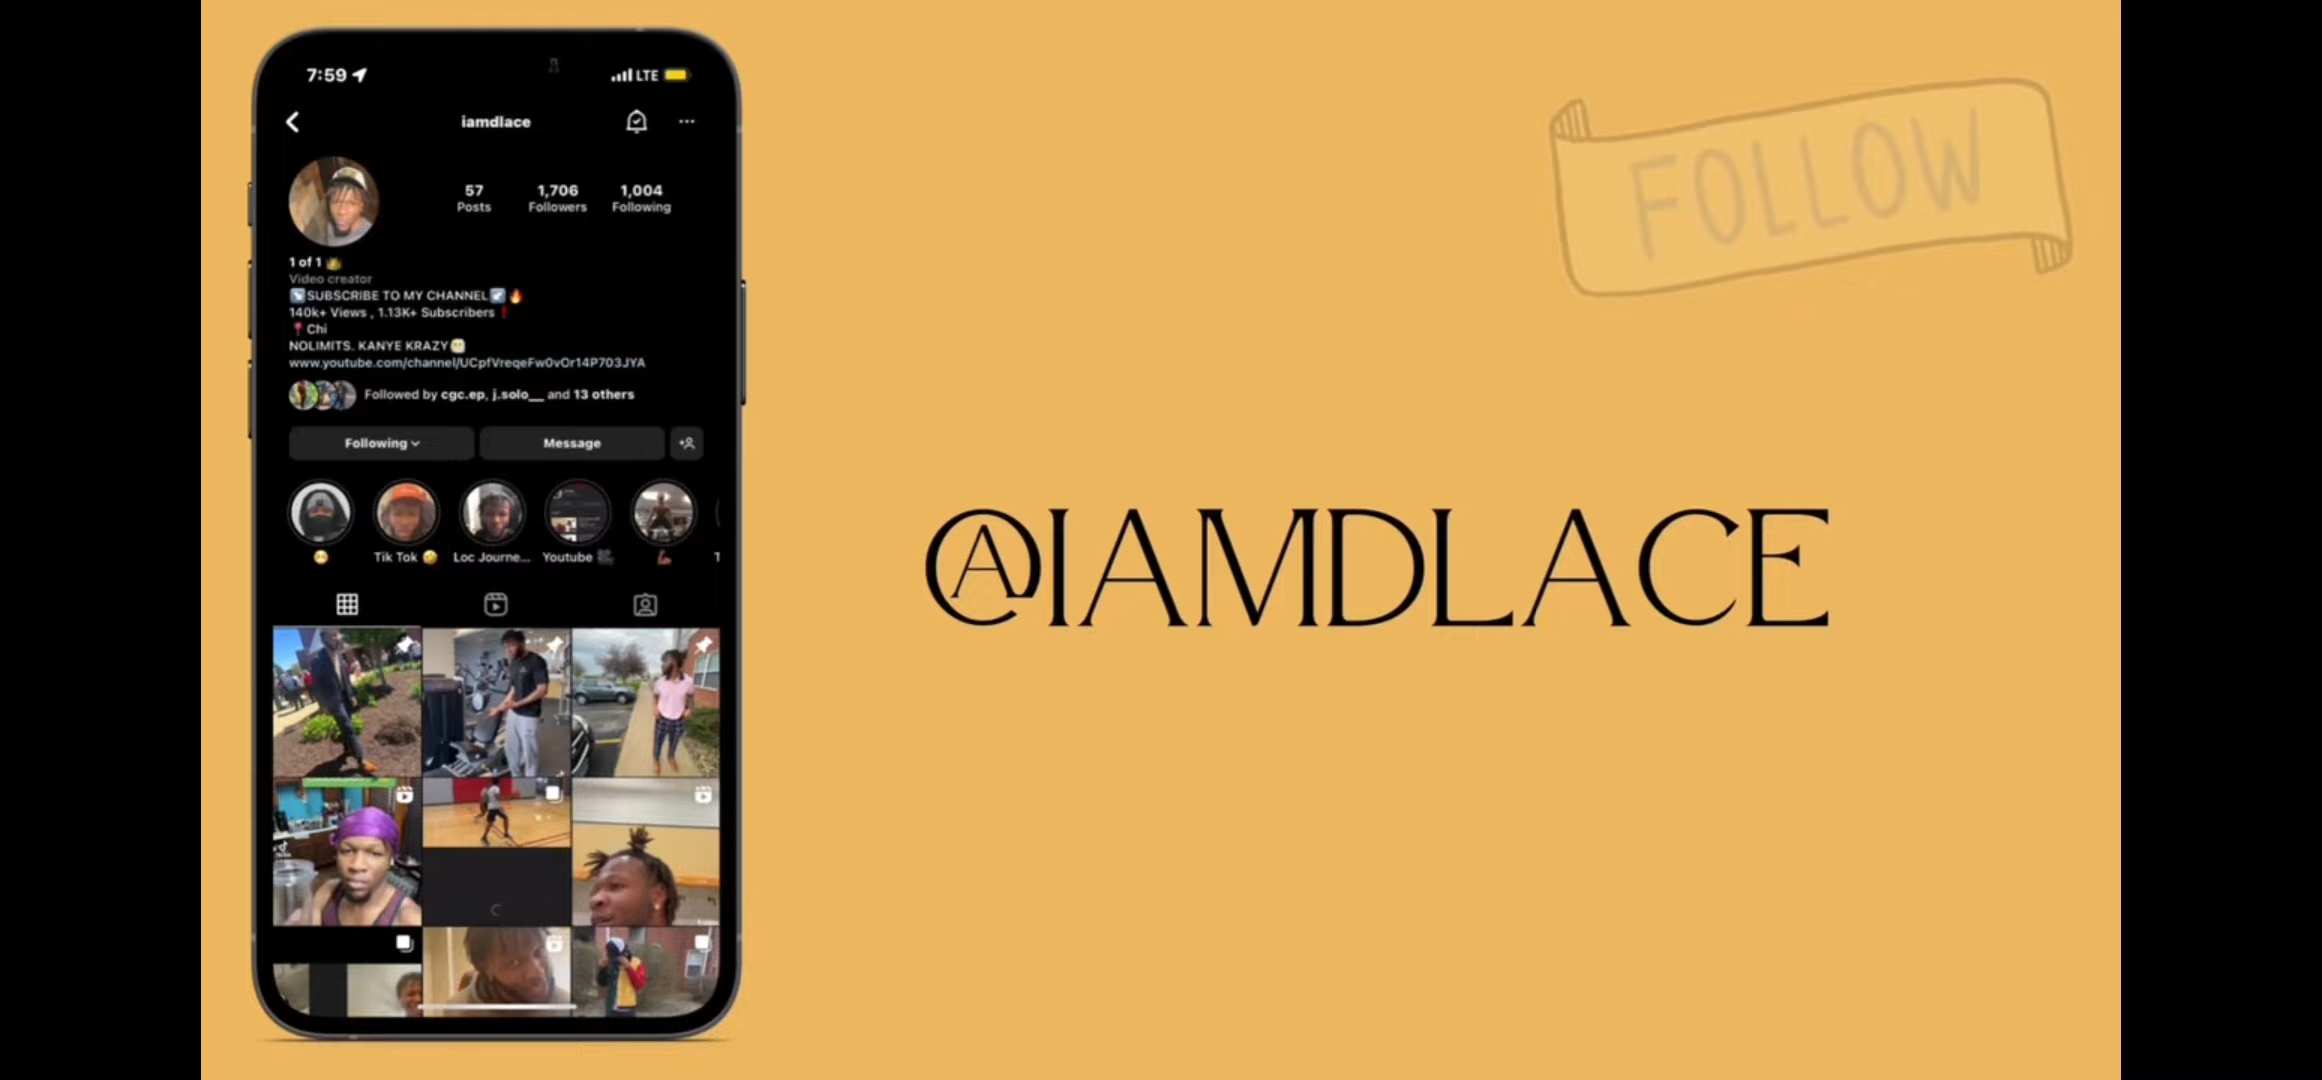 7:59
LTE
iamdlace
57
Posts
1,706
Followers
1,004
Following
1 of 1
Video creator
SUBSCRIBE TO MY CHANNEL
140k+ Views , 1.13K+ Subscribers
Chi
NOLIMITS. KANYE KRAZY
www.youtube.com/channel/UCpfVreqeFw0vOr14P703JYA
Followed by cgc.ep, j.solo__ and 13 others
Following
Message
Tik Tok
Loc Journe...
Youtube
FOLLOW
@IAMDLACE